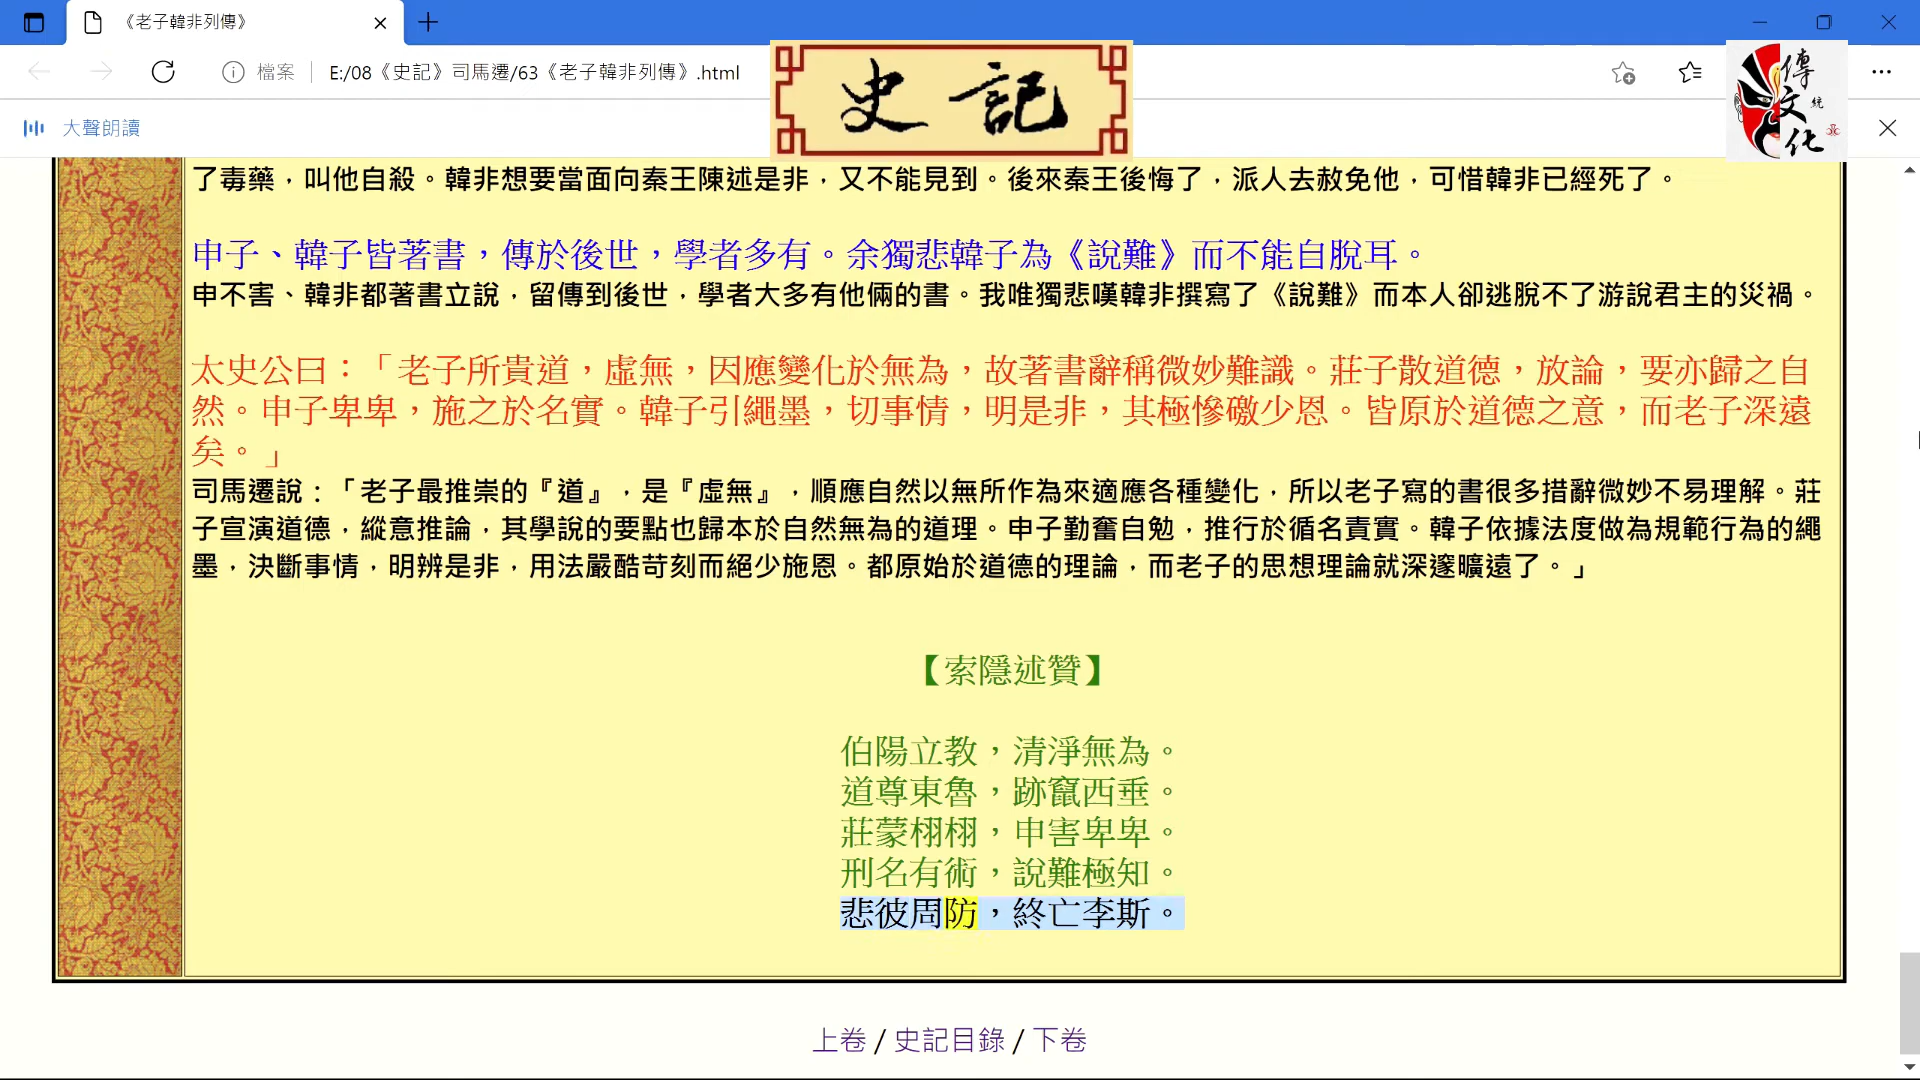 《老子韓非列傳》
檔案
E:/08《史記》司馬遷/63《老子韓非列傳》.html
史記
傳統文化
大聲朗讀
了毒藥，叫他自殺。韓非想要當面向秦王陳述是非，又不能見到。後來秦王後悔了，派人去赦免他，可惜韓非已經死了。
申子、韓子皆著書，傳於後世，學者多有。余獨悲韓子為《說難》而不能自脫耳。
申不害、韓非都著書立說，留傳到後世，學者大多有他倆的書。我唯獨悲嘆韓非撰寫了《說難》而本人卻逃脫不了游說君主的災禍。
太史公曰：「老子所貴道，虛無，因應變化於無為，故著書辭稱微妙難識。莊子散道德，放論，要亦歸之自
然。申子卑卑，施之於名實。韓子引繩墨，切事情，明是非，其極慘礉少恩。皆原於道德之意，而老子深遠
矣。」
司馬遷說：「老子最推崇的『道』，是『虛無』，順應自然以無所作為來適應各種變化，所以老子寫的書很多措辭微妙不易理解。莊
子宣演道德，縱意推論，其學說的要點也歸本於自然無為的道理。申子勤奮自勉，推行於循名責實。韓子依據法度做為規範行為的繩
墨，決斷事情，明辨是非，用法嚴酷苛刻而絕少施恩。都原始於道德的理論，而老子的思想理論就深邃曠遠了。」
【索隱述贊】
伯陽立教，清淨無為。
道尊東魯，跡竄西垂。
莊蒙栩栩，申害卑卑。
刑名有術，說難極知。
悲彼周防，終亡李斯。
上卷 / 史記目錄 / 下卷